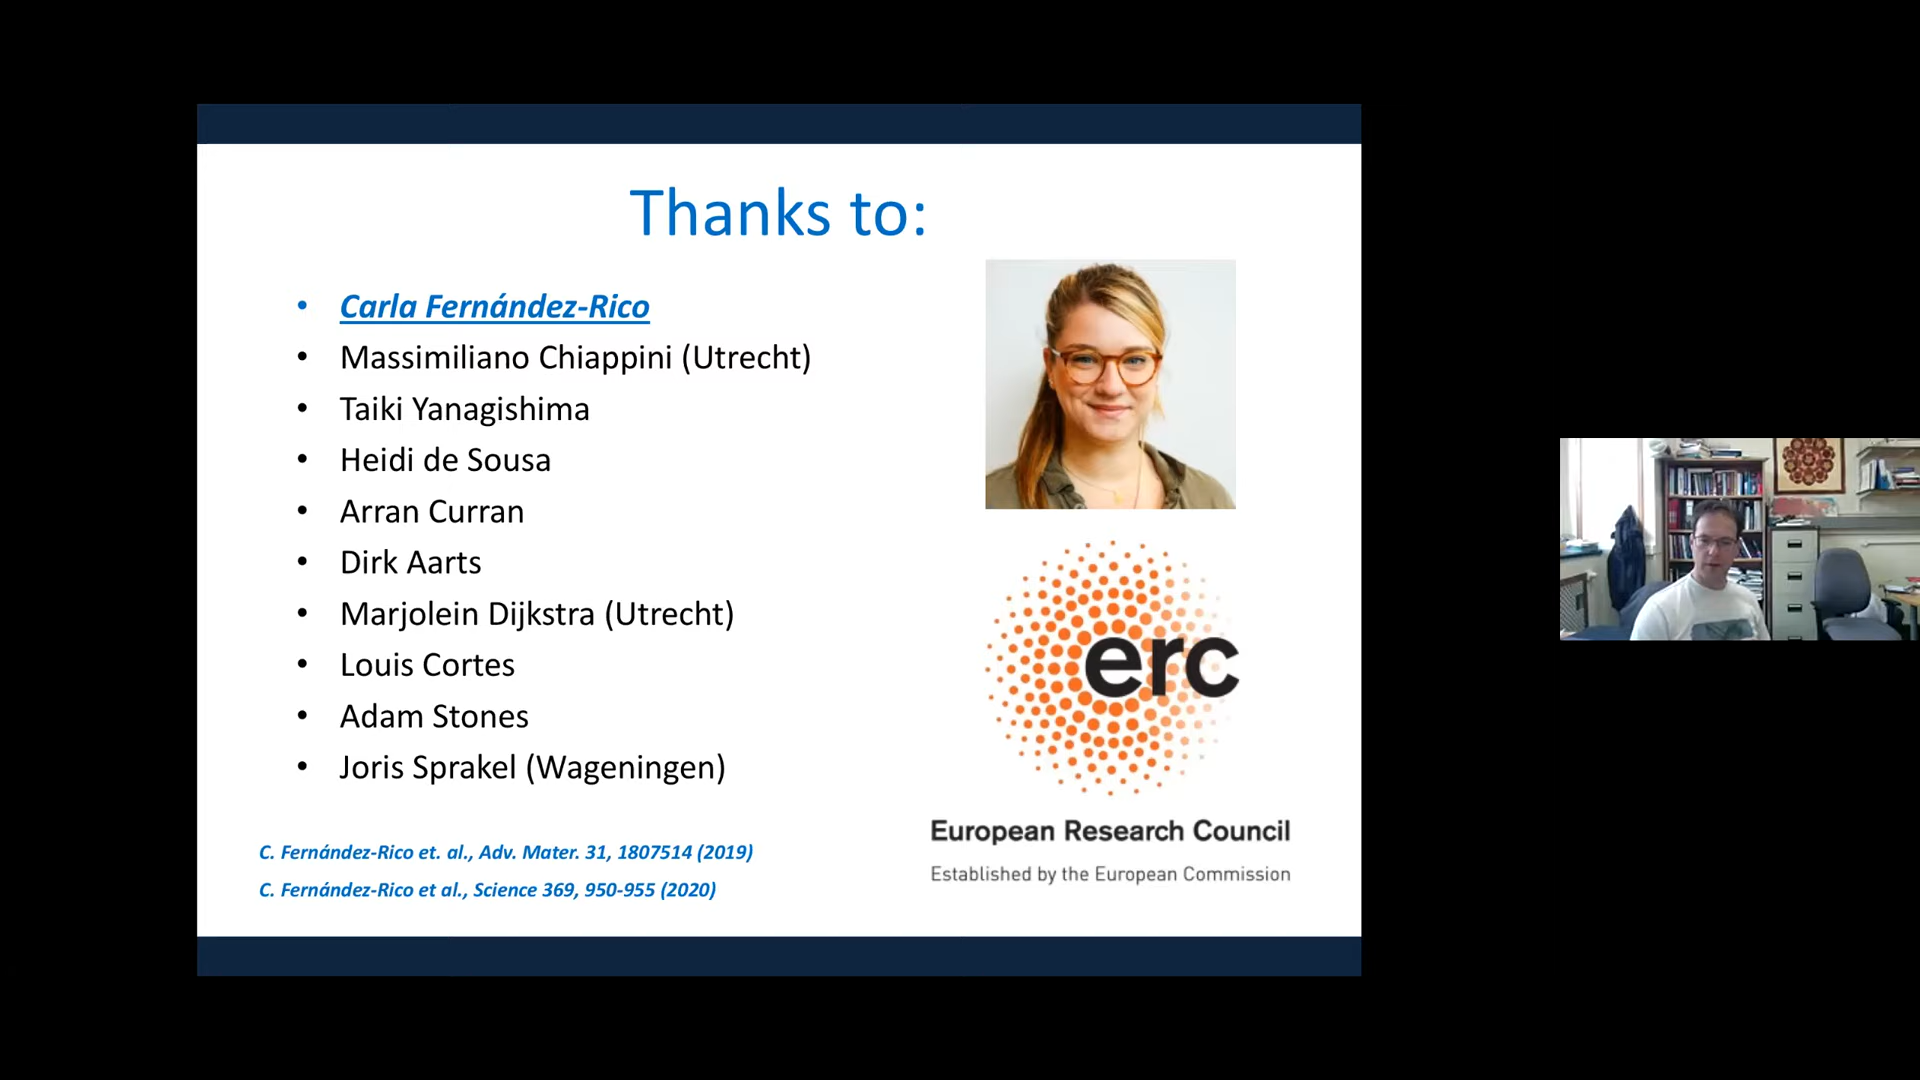 Thanks to:
• Carla Fernández-Rico
• Massimiliano Chiappini (Utrecht)
• Taiki Yanagishima
• Heidi de Sousa
• Arran Curran
• Dirk Aarts
• Marjolein Dijkstra (Utrecht)
• Louis Cortes
• Adam Stones
• Joris Sprakel (Wageningen)
C. Fernández-Rico et. al., Adv. Mater. 31, 1807514 (2019)
C. Fernández-Rico et al., Science 369, 950-955 (2020)
erc
European Research Council
Established by the European Commission